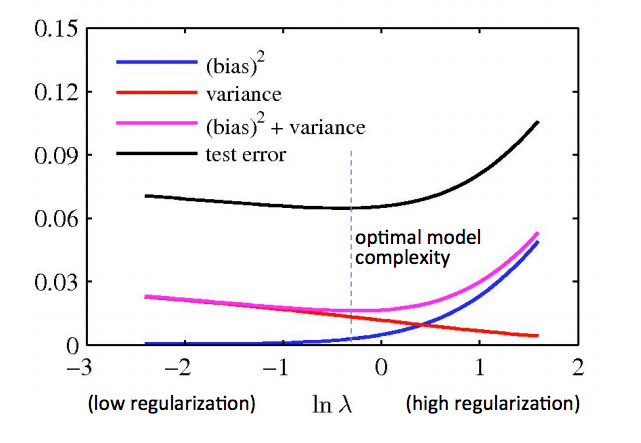 0.15
0.12
0.09
0.06
0.03
0
(bias)²
variance
(bias)² + variance
test error
optimal model
complexity
−3 −2 −1 0 1 2
(low regularization) ln λ (high regularization)